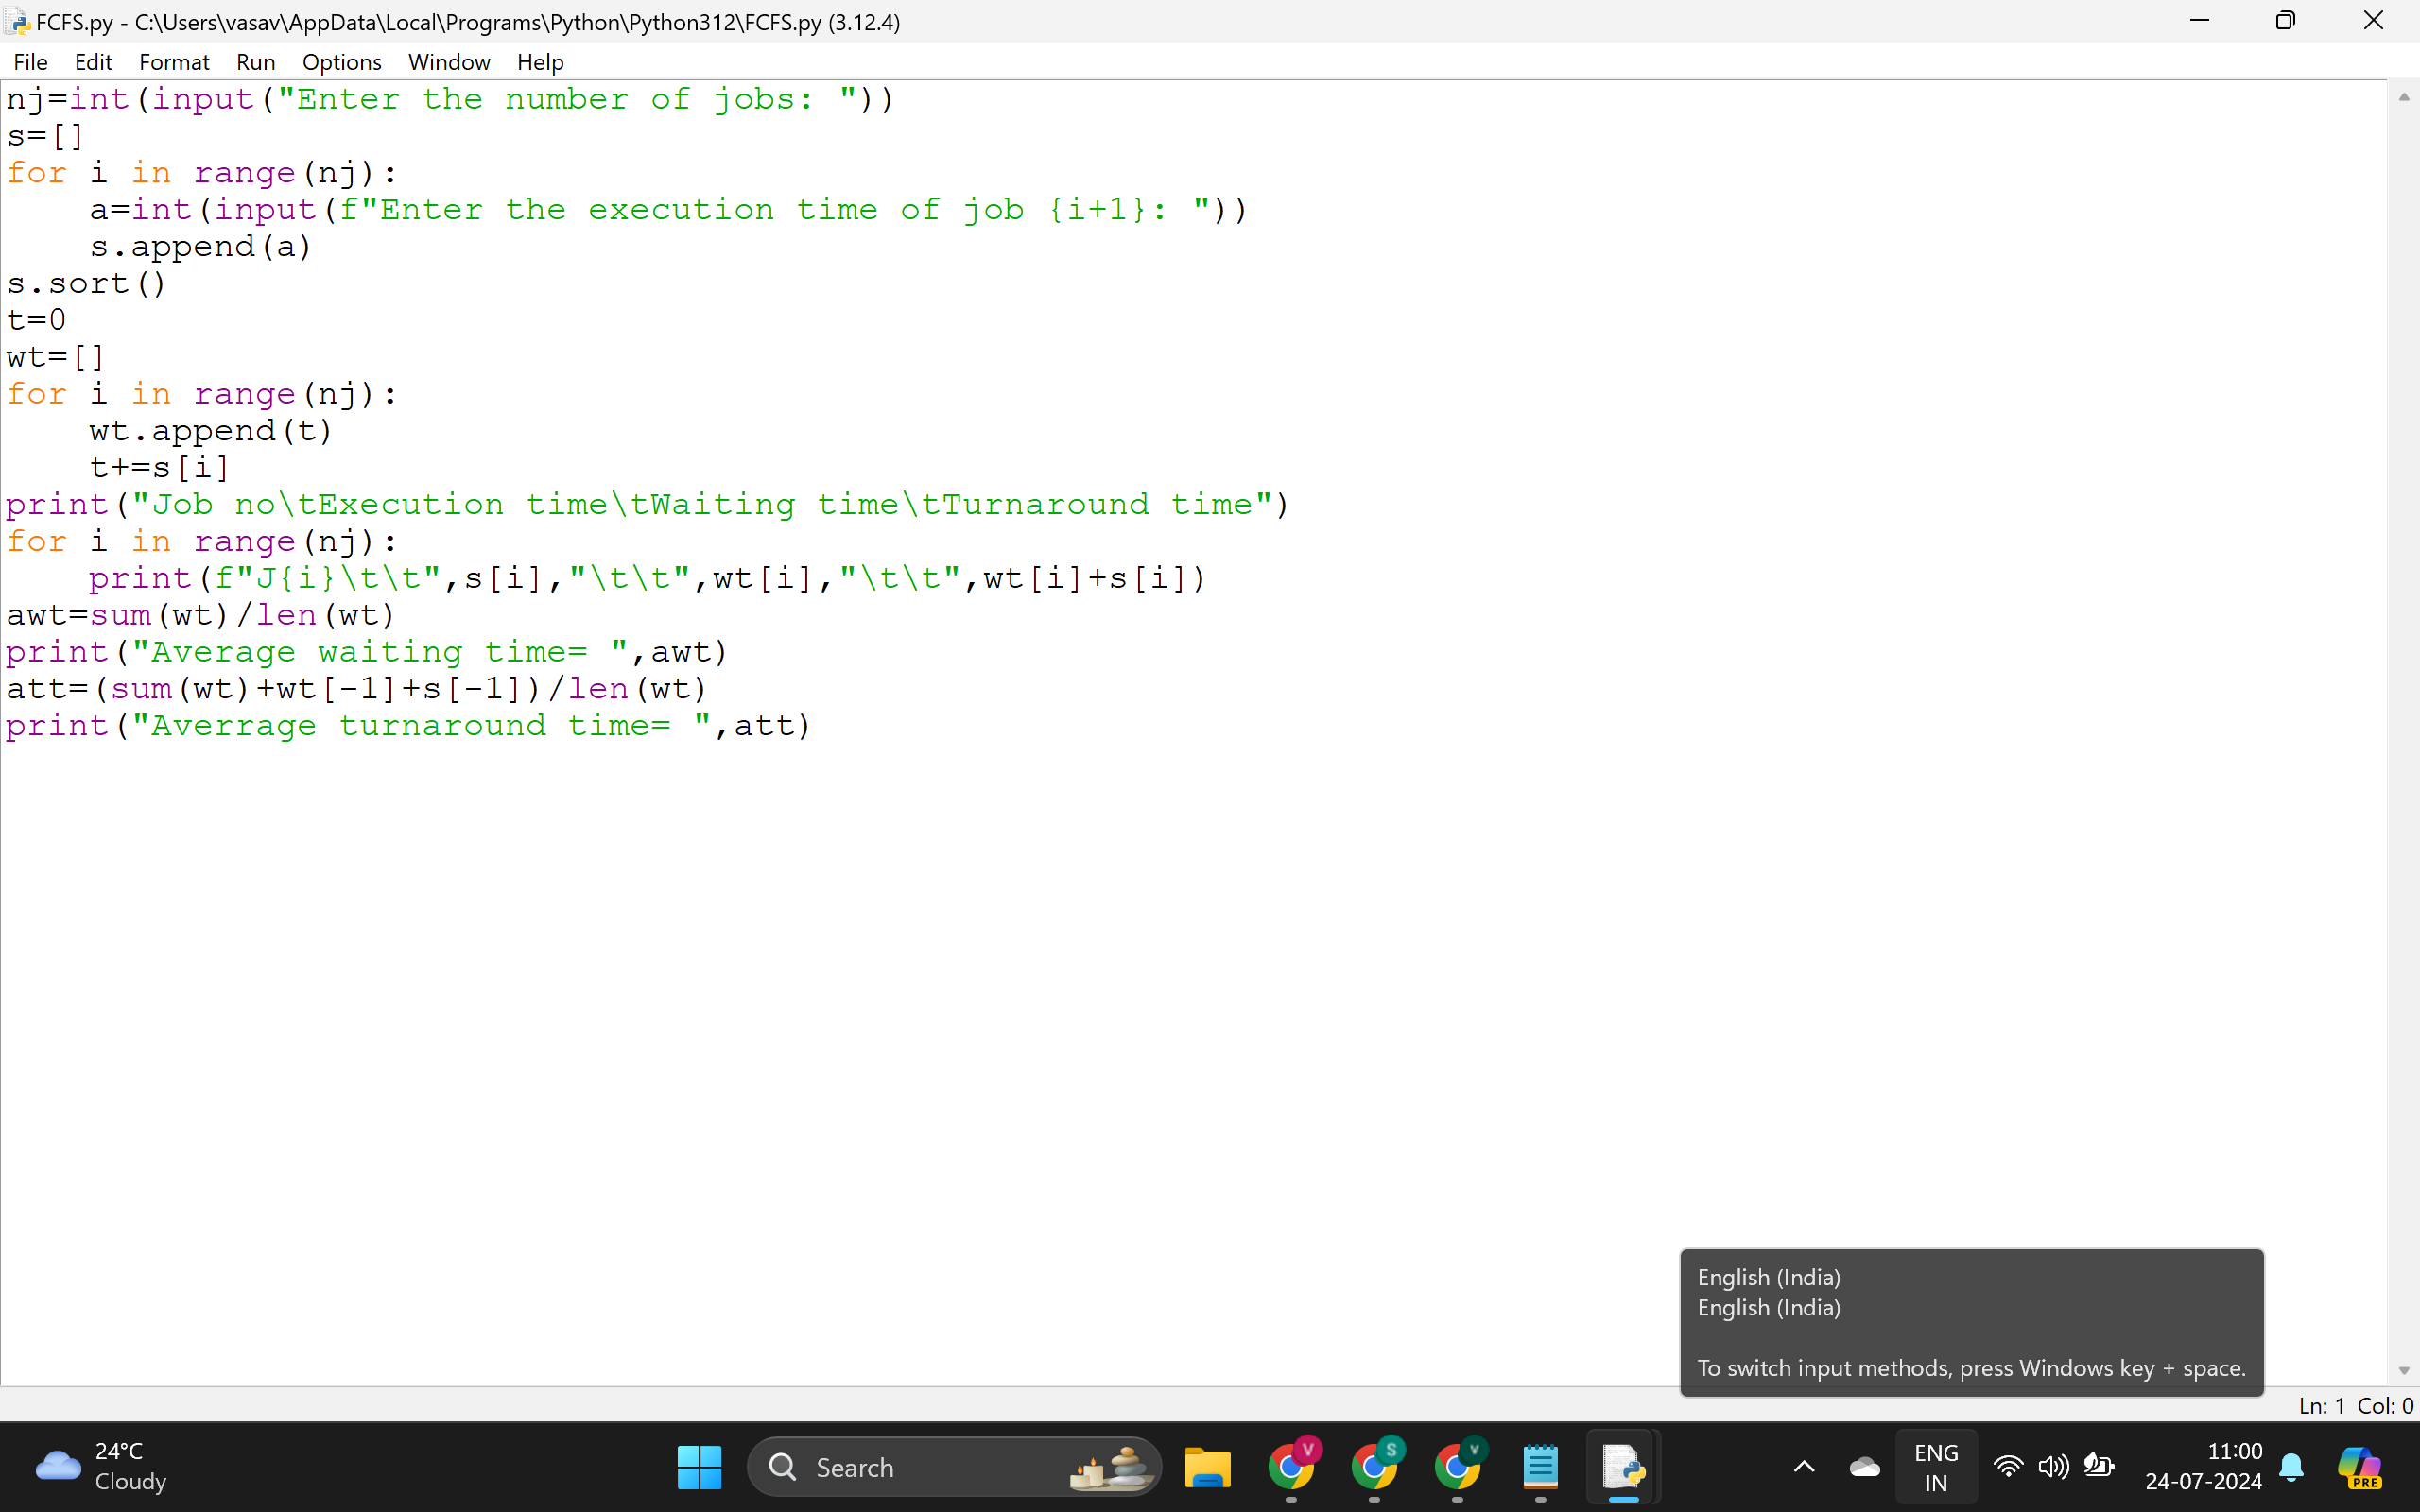 FCFS.py - C:\Users\vasav\AppData\Local\Programs\Python\Python312\FCFS.py (3.12.4)
File Edit Format Run Options Window Help
nj=int(input("Enter the number of jobs: "))
s=[]
for i in range(nj):
    a=int(input(f"Enter the execution time of job {i+1}: "))
    s.append(a)
s.sort()
t=0
wt=[]
for i in range(nj):
    wt.append(t)
    t+=s[i]
print("Job no\tExecution time\tWaiting time\tTurnaround time")
for i in range(nj):
    print(f"J{i}\t\t",s[i],"\t\t",wt[i],"\t\t",wt[i]+s[i])
awt=sum(wt)/len(wt)
print("Average waiting time= ",awt)
att=(sum(wt)+wt[-1]+s[-1])/len(wt)
print("Averrage turnaround time= ",att)
English (India)
English (India)
To switch input methods, press Windows key + space.
Ln: 1 Col: 0
24°C
Cloudy
Search
V
S
v
ENG
IN
11:00
24-07-2024
PRE